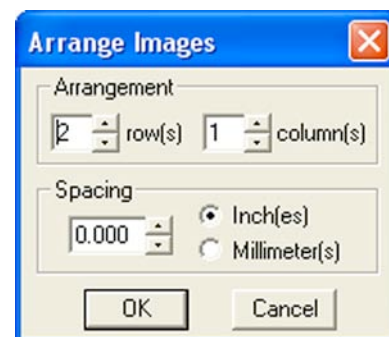 Arrange Images
Arrangement
2 row(s) 1 column(s)
Spacing
0.000
Inch(es)
Millimeter(s)
OK Cancel